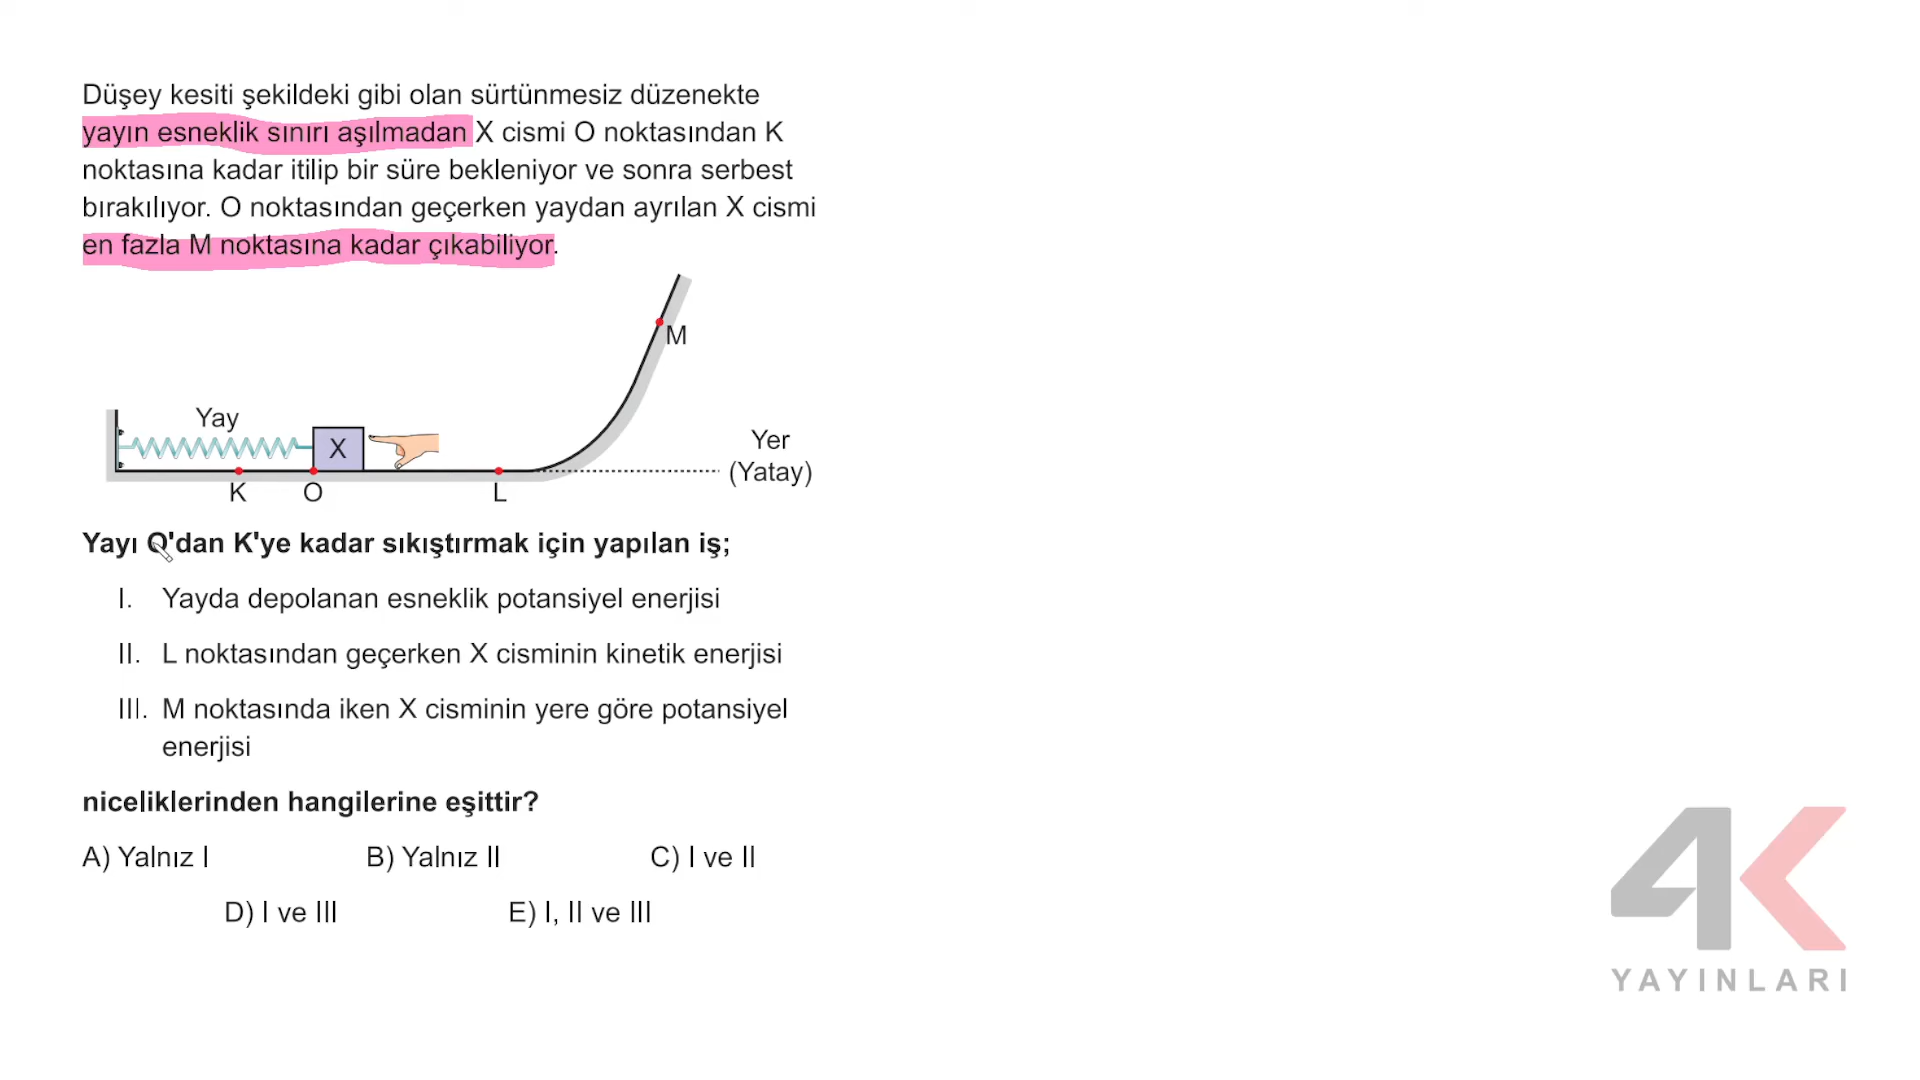 Düşey kesiti şekildeki gibi olan sürtünmesiz düzenekte
yayın esneklik sınırı aşılmadan X cismi O noktasından K
noktasına kadar itilip bir süre bekleniyor ve sonra serbest
bırakılıyor. O noktasından geçerken yaydan ayrılan X cismi
en fazla M noktasına kadar çıkabiliyor.
M
Yay
X
Yer
(Yatay)
K O L
Yayı O'dan K'ye kadar sıkıştırmak için yapılan iş;
I. Yayda depolanan esneklik potansiyel enerjisi
II. L noktasından geçerken X cisminin kinetik enerjisi
III. M noktasında iken X cisminin yere göre potansiyel
enerjisi
niceliklerinden hangilerine eşittir?
A) Yalnız I B) Yalnız II C) I ve II
D) I ve III E) I, II ve III
4K
YAYINLARI